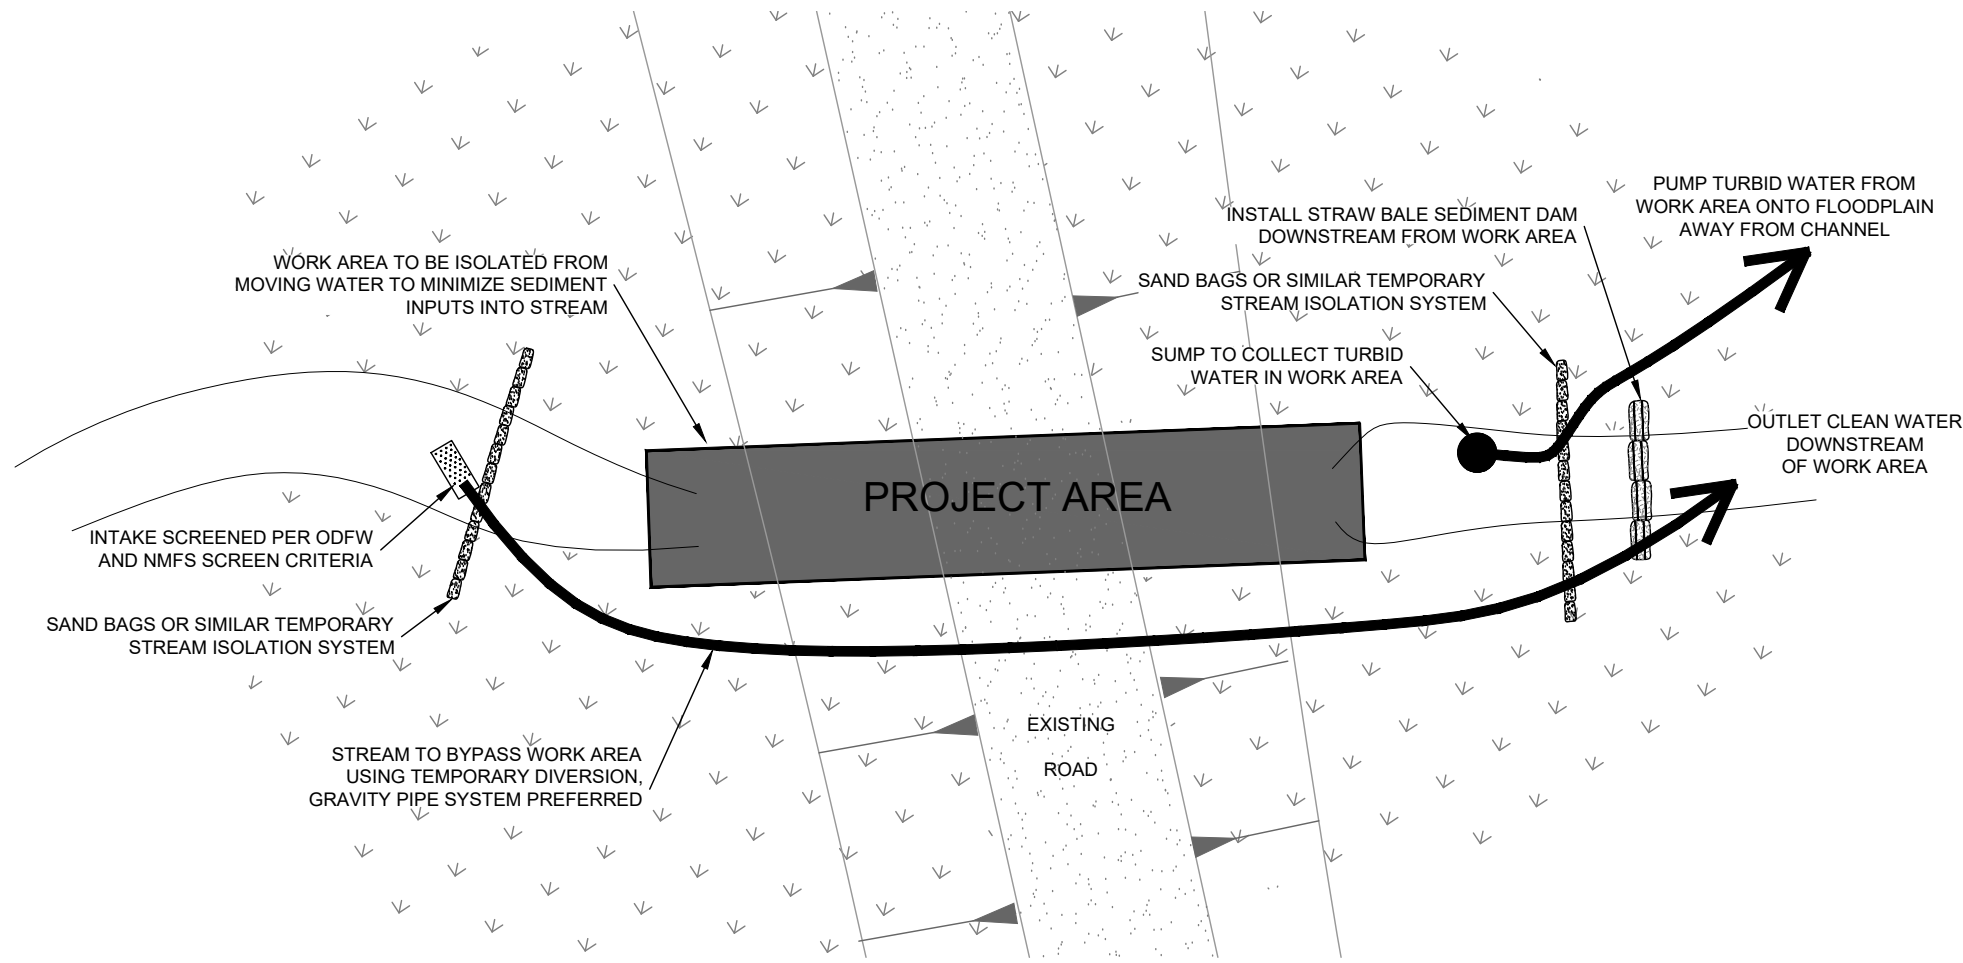 PUMP TURBID WATER FROM
WORK AREA ONTO FLOODPLAIN
AWAY FROM CHANNEL
INSTALL STRAW BALE SEDIMENT DAM
DOWNSTREAM FROM WORK AREA
WORK AREA TO BE ISOLATED FROM
MOVING WATER TO MINIMIZE SEDIMENT
INPUTS INTO STREAM
SAND BAGS OR SIMILAR TEMPORARY
STREAM ISOLATION SYSTEM
SUMP TO COLLECT TURBID
WATER IN WORK AREA
OUTLET CLEAN WATER
DOWNSTREAM
OF WORK AREA
PROJECT AREA
INTAKE SCREENED PER ODFW
AND NMFS SCREEN CRITERIA
SAND BAGS OR SIMILAR TEMPORARY
STREAM ISOLATION SYSTEM
EXISTING
ROAD
STREAM TO BYPASS WORK AREA
USING TEMPORARY DIVERSION,
GRAVITY PIPE SYSTEM PREFERRED